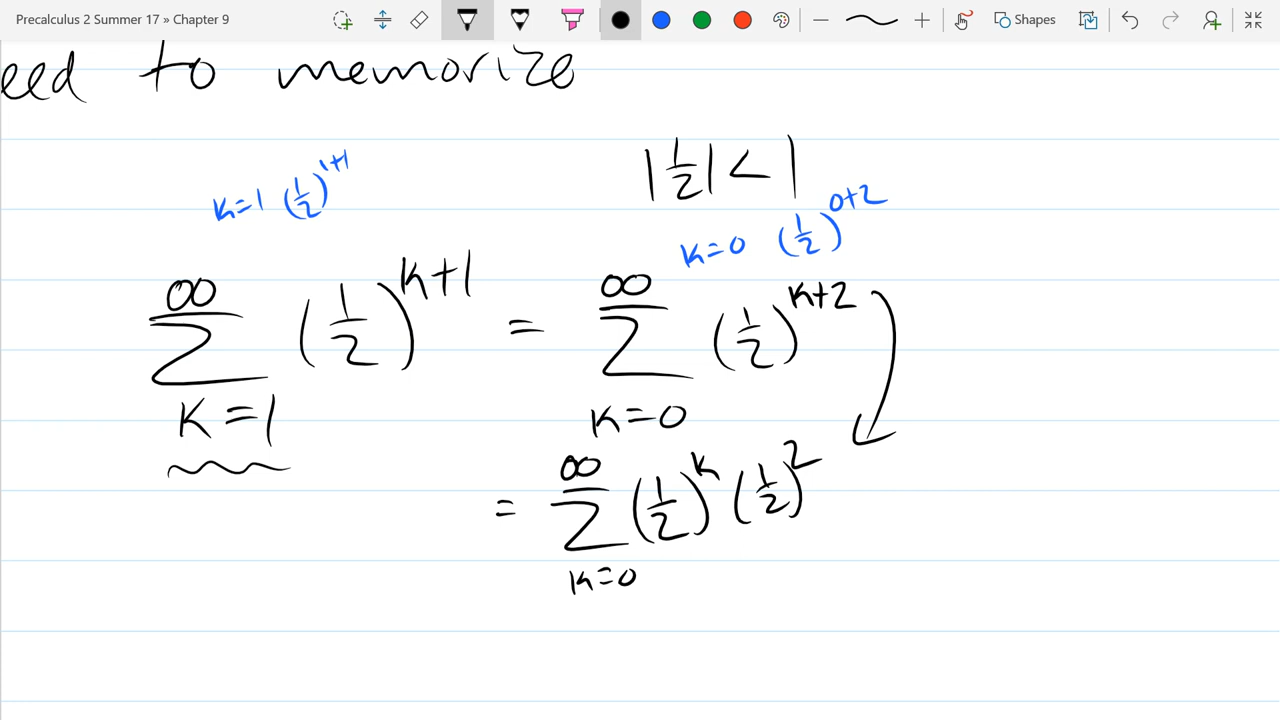 Precalculus 2 Summer 17 » Chapter 9
Shapes
eed to memorize
|1/2| < 1
k=1 (1/2)^{1+1}
k=0 (1/2)^{0+2}
∑_{k=1}^{∞} (1/2)^{k+1} = ∑_{k=0}^{∞} (1/2)^{k+2}
= ∑_{k=0}^{∞} (1/2)^{k} (1/2)^{2}